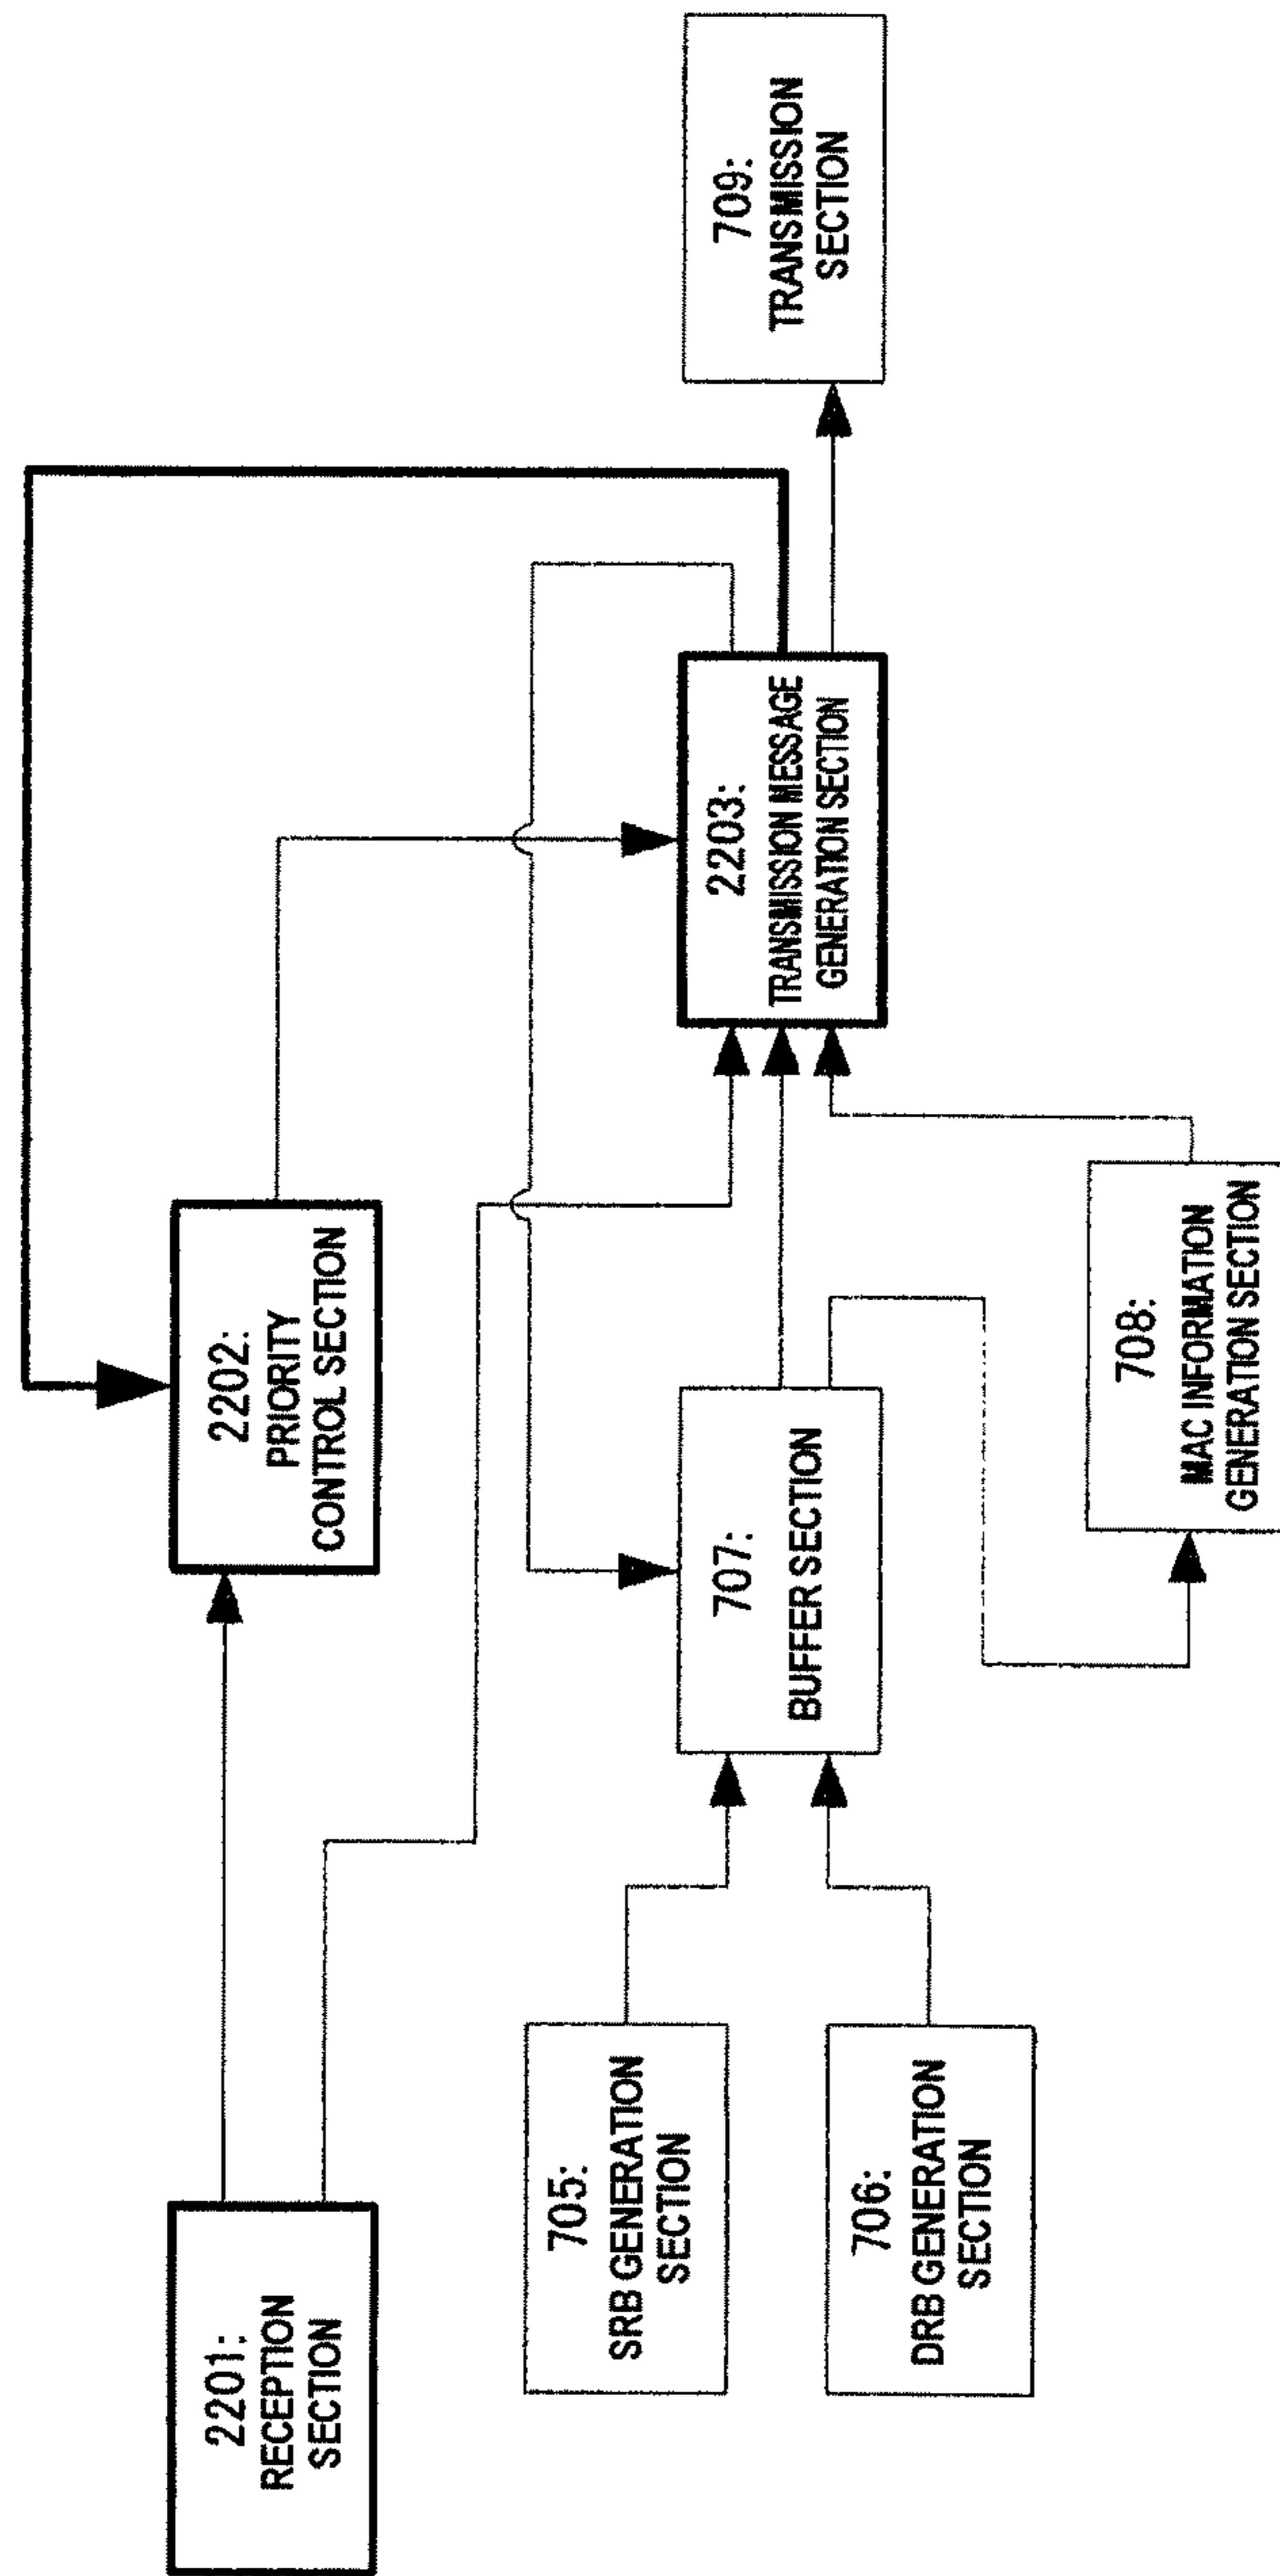 2201:
RECEPTION
SECTION
2202:
PRIORITY
CONTROL SECTION
705:
SRB GENERATION
SECTION
706:
DRB GENERATION
SECTION
707:
BUFFER SECTION
708:
MAC INFORMATION
GENERATION SECTION
2203:
TRANSMISSION MESSAGE
GENERATION SECTION
709:
TRANSMISSION
SECTION